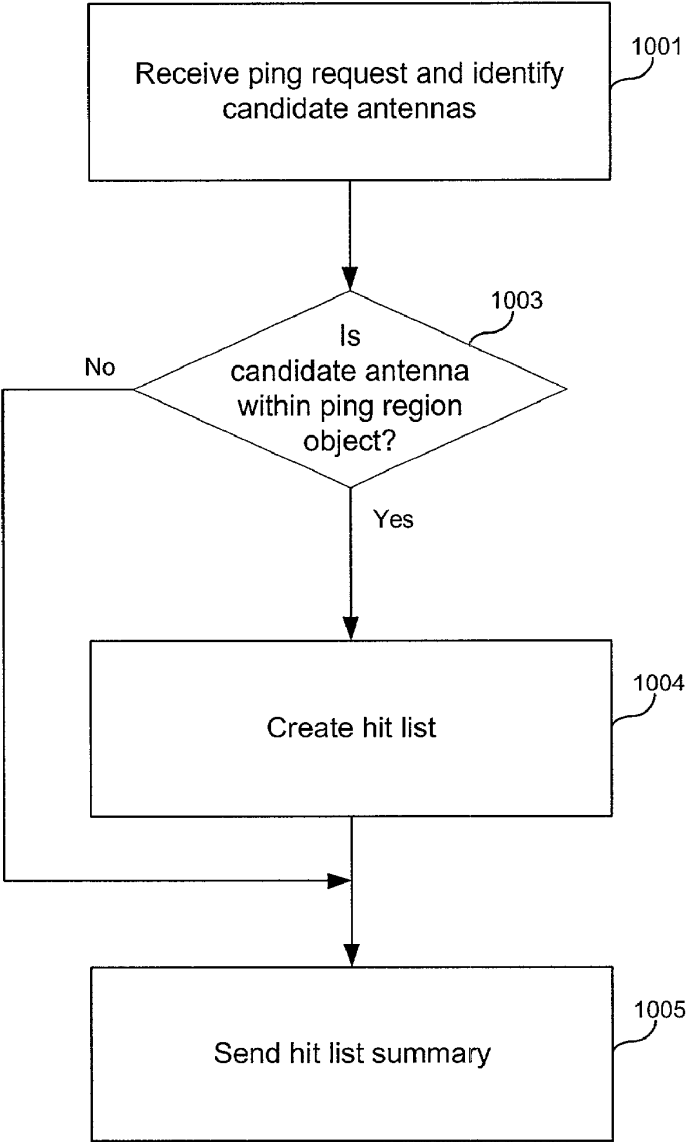 Receive ping request and identify
candidate antennas
1001
1003
Is
candidate antenna
within ping region
object?
No
Yes
Create hit list
1004
Send hit list summary
1005